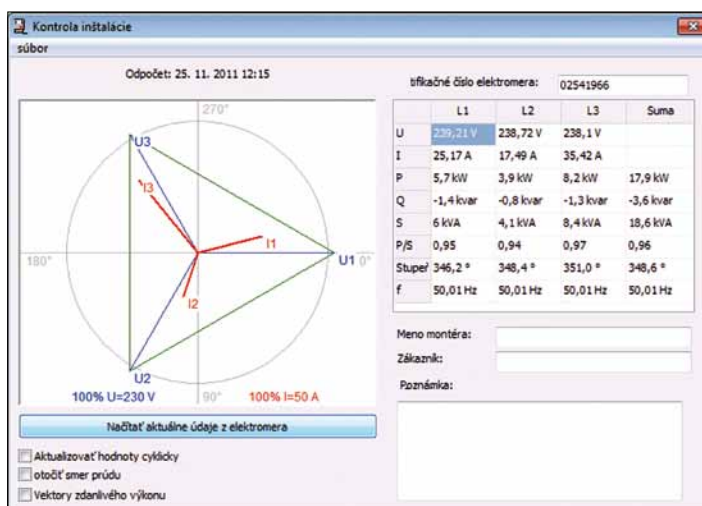 Kontrola inštalácie
súbor
Odpočet: 25. 11. 2011 12:15
270°
U3
I3
I1
180°
U1 0°
I2
U2
90°
100% U=230 V
100% I=50 A
Načítať aktuálne údaje z elektromera
Aktualizovať hodnoty cyklicky
otočiť smer prúdu
Vektory zdanlivého výkonu
tifikačné číslo elektromera: 02541966
L1 L2 L3 Suma
U 239,21 V 238,72 V 238,1 V
I 25,17 A 17,49 A 35,42 A
P 5,7 kW 3,9 kW 8,2 kW 17,9 kW
Q -1,4 kvar -0,8 kvar -1,3 kvar -3,6 kvar
S 6 kVA 4,1 kVA 8,4 kVA 18,6 kVA
P/S 0,95 0,94 0,97 0,96
Stupeř 346,2 ° 348,4 ° 351,0 ° 348,6 °
f 50,01 Hz 50,01 Hz 50,01 Hz 50,01 Hz
Meno montéra:
Zákazník:
Poznámka: